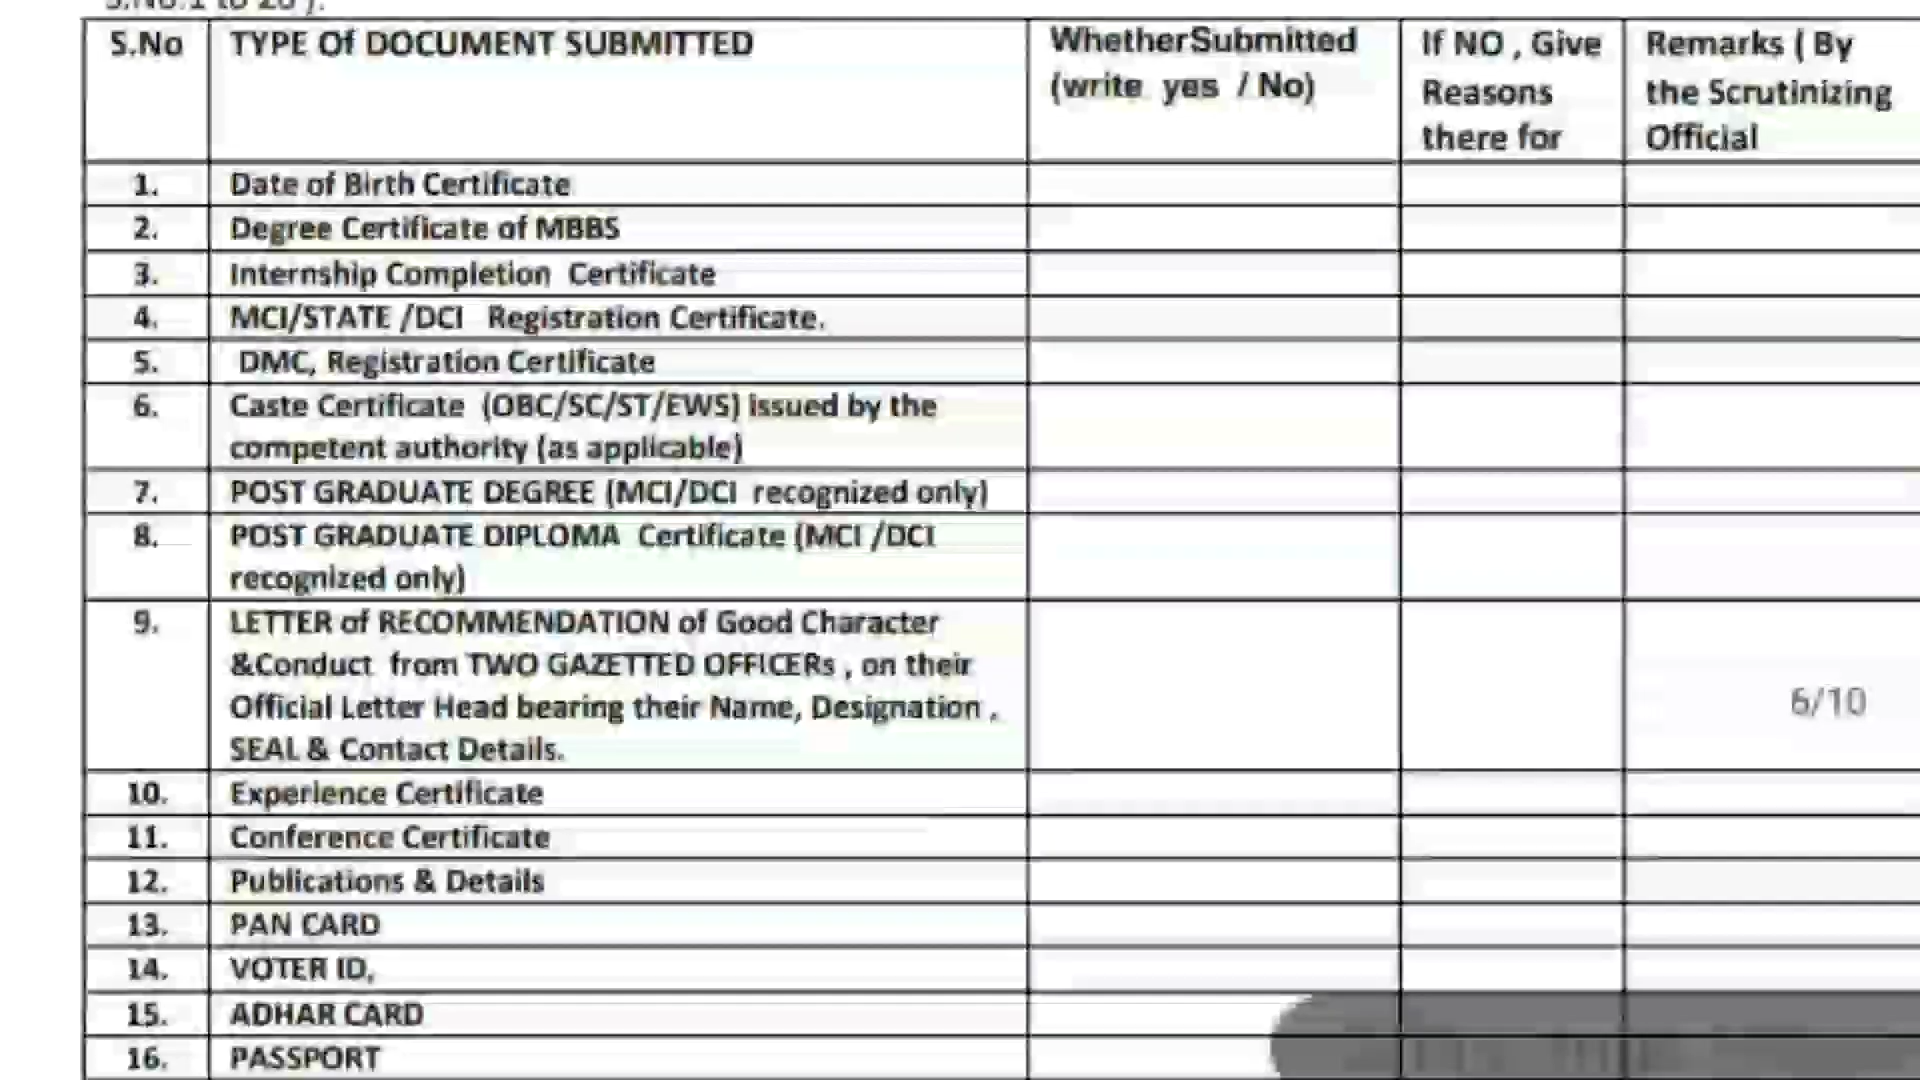 S.No.1 to 20 ).
S.No TYPE Of DOCUMENT SUBMITTED WhetherSubmitted (write yes / No) If NO , Give Reasons there for Remarks ( By the Scrutinizing Official
1. Date of Birth Certificate
2. Degree Certificate of MBBS
3. Internship Completion Certificate
4. MCI/STATE /DCI Registration Certificate.
5. DMC, Registration Certificate
6. Caste Certificate (OBC/SC/ST/EWS) issued by the
competent authority (as applicable)
7. POST GRADUATE DEGREE (MCI/DCI recognized only)
8. POST GRADUATE DIPLOMA Certificate (MCI /DCI
recognized only)
9. LETTER of RECOMMENDATION of Good Character
&Conduct from TWO GAZETTED OFFICERs , on their
Official Letter Head bearing their Name, Designation ,
SEAL & Contact Details.
6/10
10. Experience Certificate
11. Conference Certificate
12. Publications & Details
13. PAN CARD
14. VOTER ID,
15. ADHAR CARD
16. PASSPORT